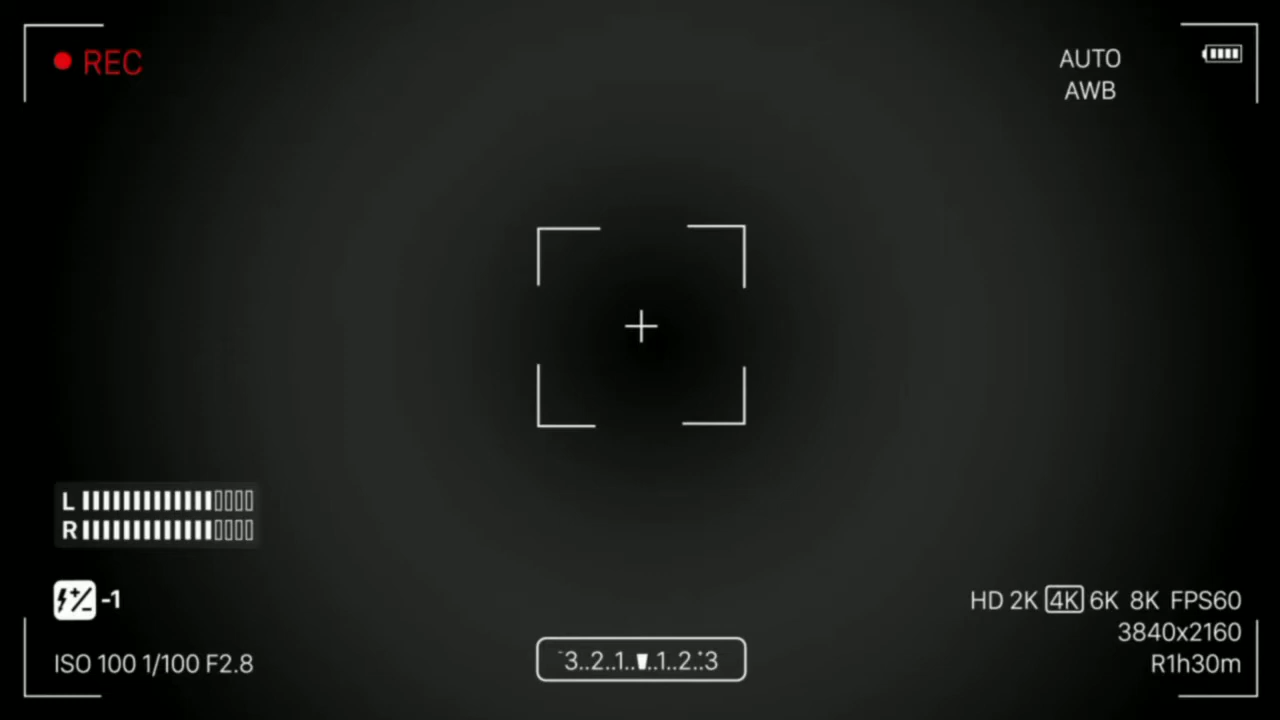 REC
AUTO
AWB
L
R
-1
ISO 100 1/100 F2.8
-3..2..1....1..2..+3
HD 2K 4K 6K 8K FPS60
3840x2160
R1h30m